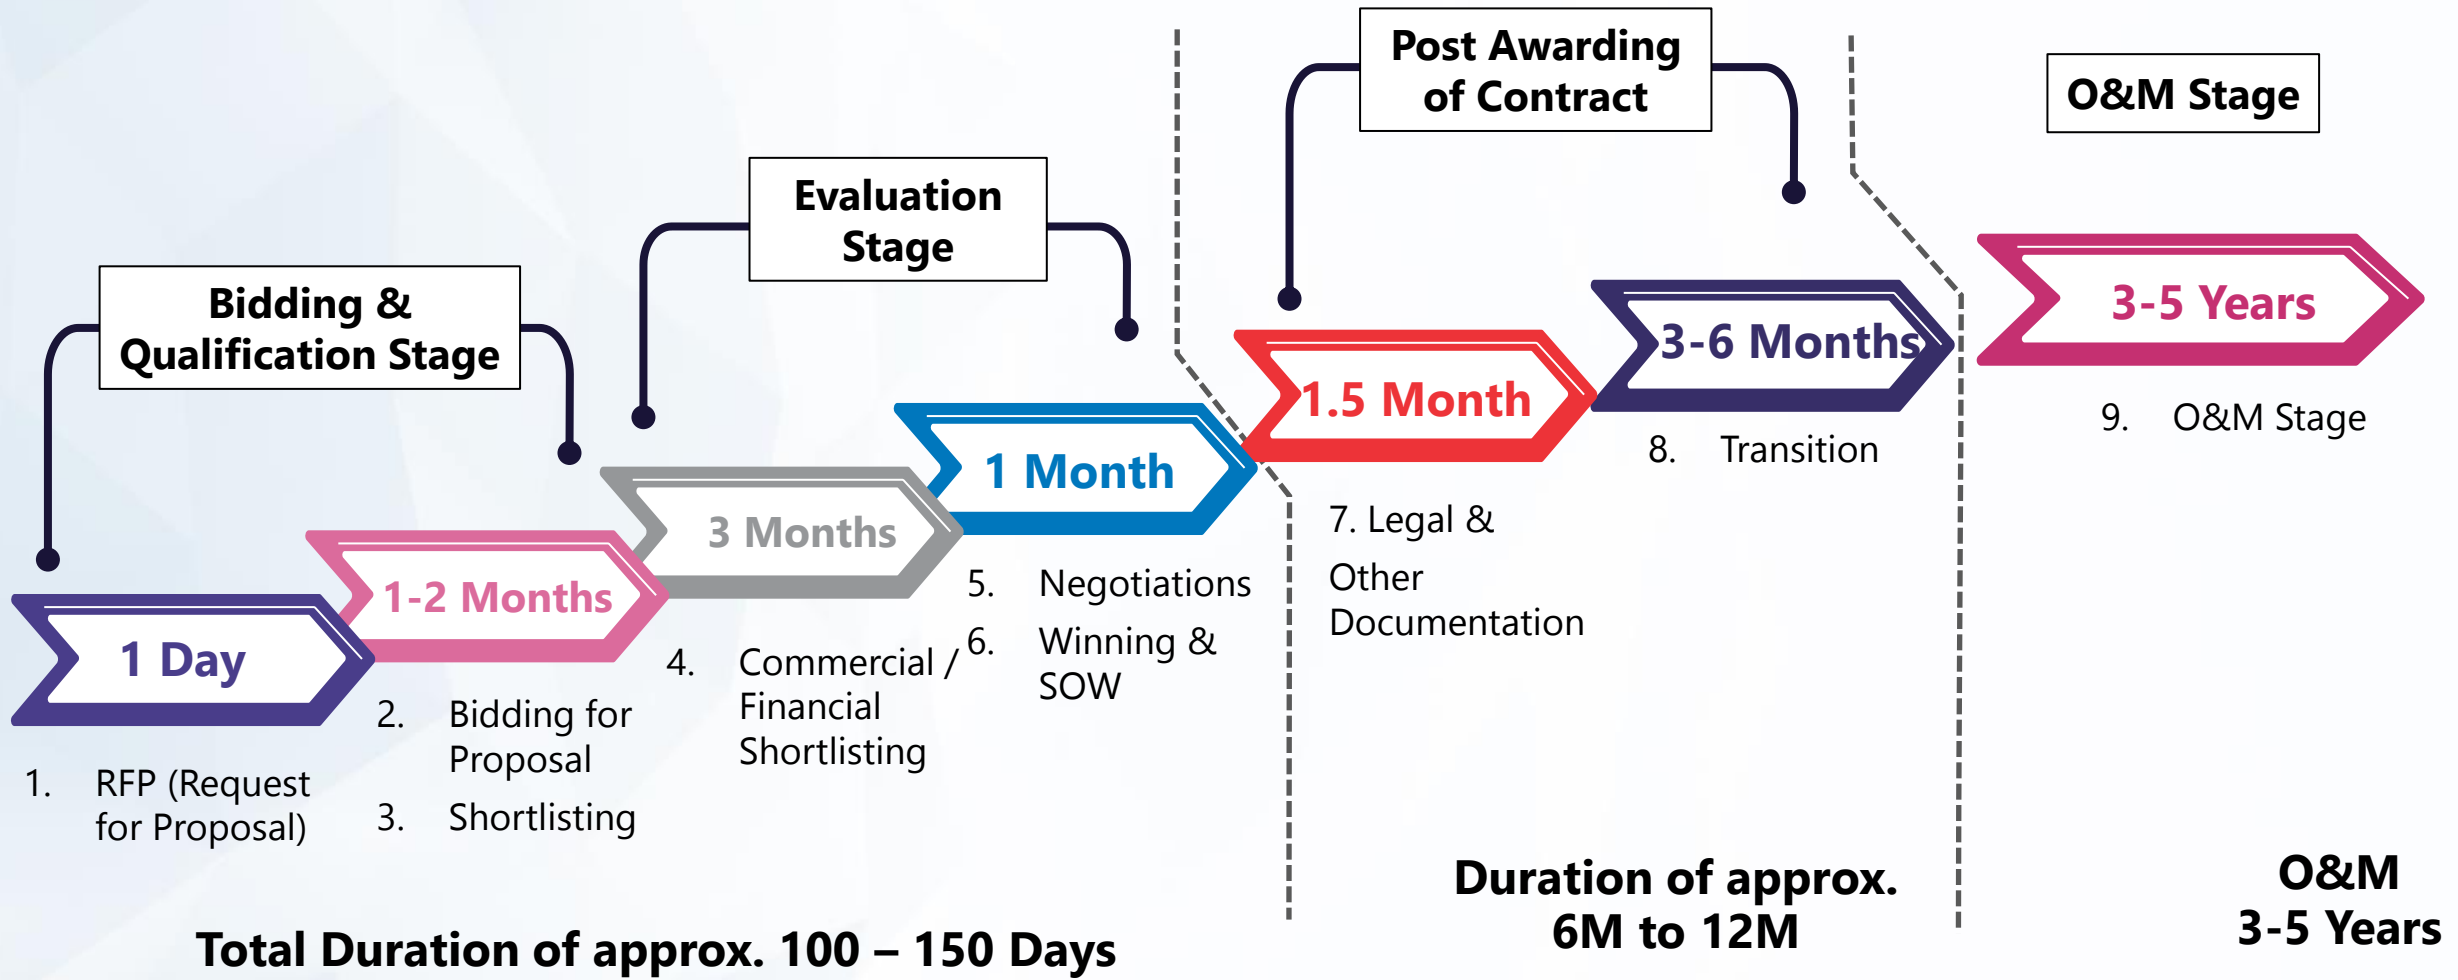 Post Awarding
of Contract
O&M Stage
Evaluation
Stage
Bidding &
Qualification Stage
1 Day
1. RFP (Request
for Proposal)
1-2 Months
2. Bidding for
Proposal
3. Shortlisting
3 Months
4. Commercial /
Financial
Shortlisting
1 Month
5. Negotiations
6. Winning &
SOW
1.5 Month
7. Legal &
Other
Documentation
3-6 Months
8. Transition
3-5 Years
9. O&M Stage
Total Duration of approx. 100 – 150 Days
Duration of approx.
6M to 12M
O&M
3-5 Years